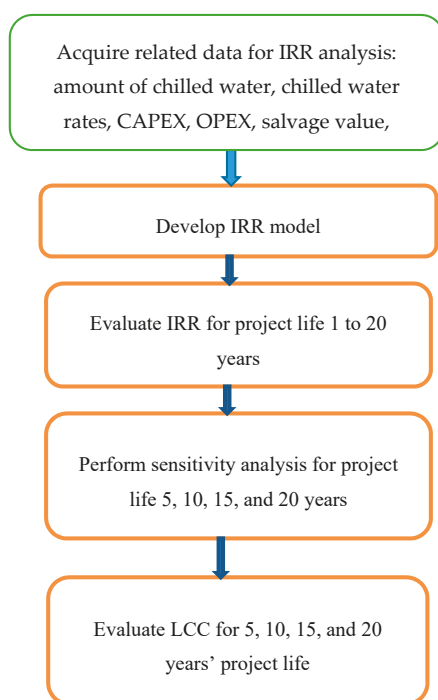 Acquire related data for IRR analysis:
amount of chilled water, chilled water
rates, CAPEX, OPEX, salvage value,
Develop IRR model
Evaluate IRR for project life 1 to 20
years
Perform sensitivity analysis for project
life 5, 10, 15, and 20 years
Evaluate LCC for 5, 10, 15, and 20
years’ project life